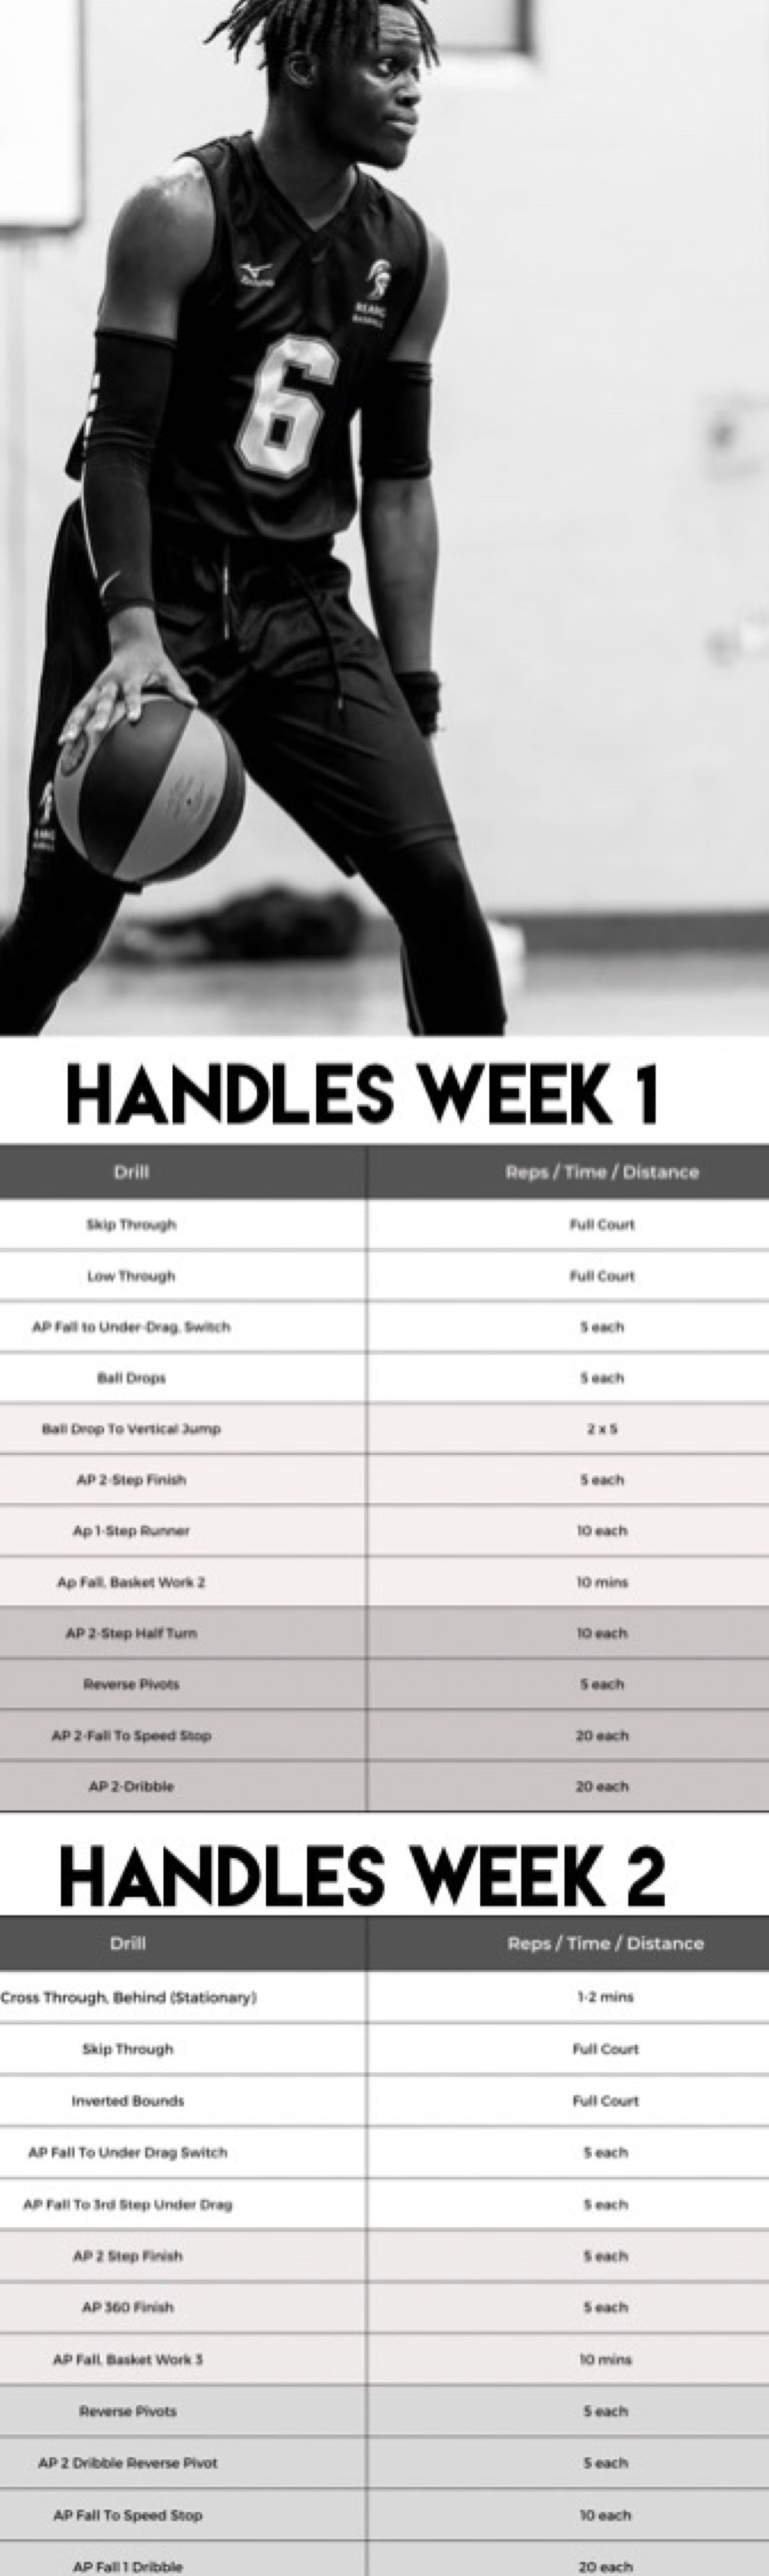 Mizuno
6
HANDLES WEEK 1
Drill Reps / Time / Distance
Skip Through Full Court
Low Through Full Court
AP Fall to Under-Drag, Switch 5 each
Ball Drops 5 each
Ball Drop To Vertical Jump 2 x 5
AP 2-Step Finish 5 each
Ap 1-Step Runner 10 each
Ap Fall, Basket Work 2 10 mins
AP 2-Step Half Turn 10 each
Reverse Pivots 5 each
AP 2-Fall To Speed Stop 20 each
AP 2-Dribble 20 each
HANDLES WEEK 2
Drill Reps / Time / Distance
Cross Through, Behind (Stationary) 1-2 mins
Skip Through Full Court
Inverted Bounds Full Court
AP Fall To Under Drag Switch 5 each
AP Fall To 3rd Step Under Drag 5 each
AP 2 Step Finish 5 each
AP 360 Finish 5 each
AP Fall, Basket Work 3 10 mins
Reverse Pivots 5 each
AP 2 Dribble Reverse Pivot 5 each
AP Fall To Speed Stop 10 each
AP Fall 1 Dribble 20 each